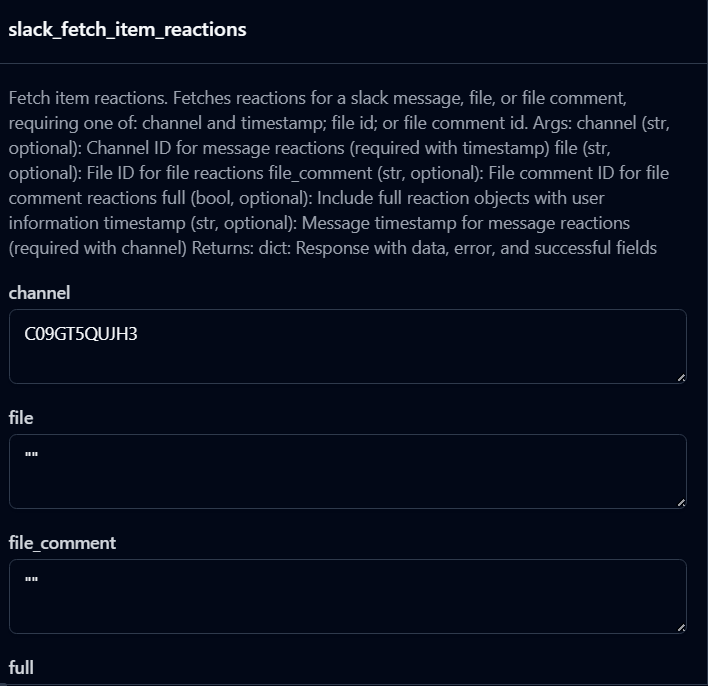 slack_fetch_item_reactions
Fetch item reactions. Fetches reactions for a slack message, file, or file comment,
requiring one of: channel and timestamp; file id; or file comment id. Args: channel (str,
optional): Channel ID for message reactions (required with timestamp) file (str,
optional): File ID for file reactions file_comment (str, optional): File comment ID for file
comment reactions full (bool, optional): Include full reaction objects with user
information timestamp (str, optional): Message timestamp for message reactions
(required with channel) Returns: dict: Response with data, error, and successful fields
channel
C09GT5QUJH3
file
""
file_comment
""
full